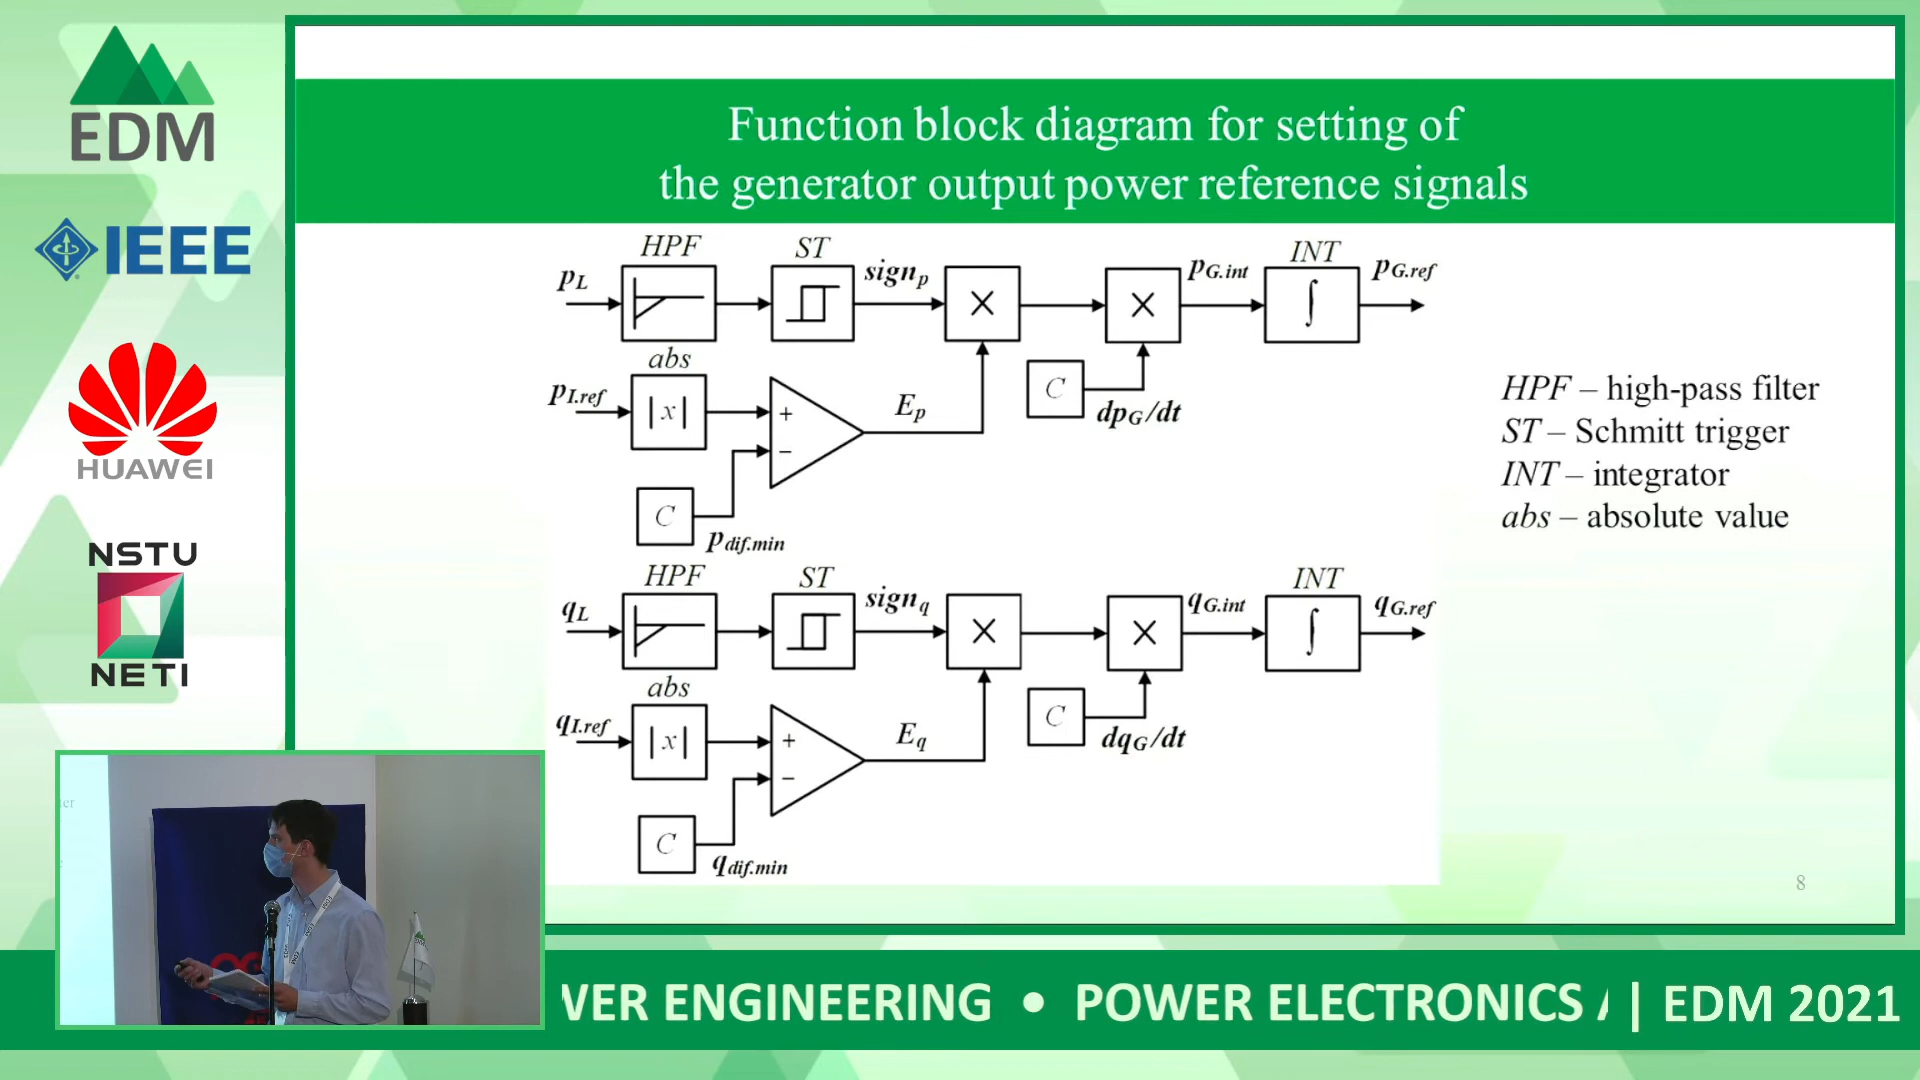 EDM
IEEE
HUAWEI
NSTU
NETI
Function block diagram for setting of
the generator output power reference signals
HPF
ST
INT
pL
signp
×
×
pG.int
∫
pG.ref
abs
pI.ref
|x|
+
−
Ep
C
dpG/dt
C
pdif.min
HPF – high-pass filter
ST – Schmitt trigger
INT – integrator
abs – absolute value
HPF
ST
INT
qL
signq
×
×
qG.int
∫
qG.ref
abs
qI.ref
|x|
+
−
Eq
C
dqG/dt
C
qdif.min
8
WER ENGINEERING • POWER ELECTRONICS | EDM 2021